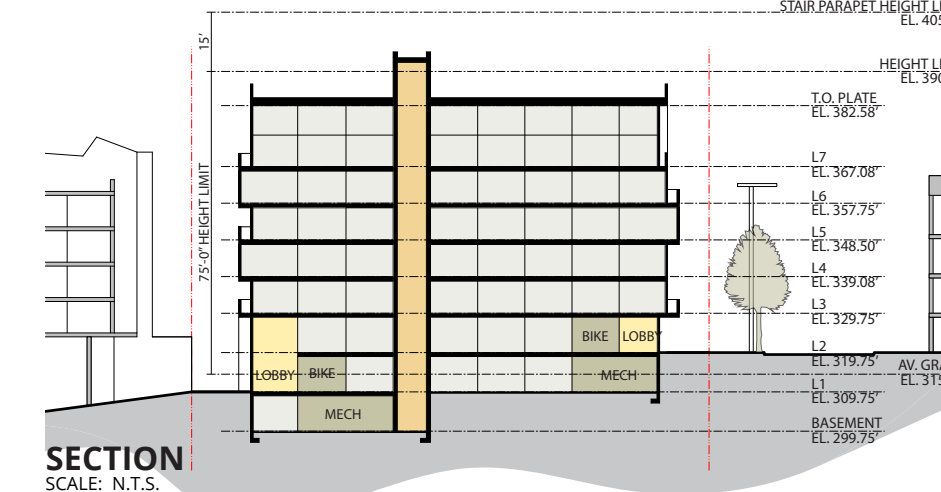 STAIR PARAPET HEIGHT
EL. 405
15'
HEIGHT
EL. 390
T.O. PLATE
EL. 382.58'
L7
EL. 367.08'
75'-0" HEIGHT LIMIT
L6
EL. 357.75'
L5
EL. 348.50'
L4
EL. 339.08'
L3
EL. 329.75'
BIKE
LOBBY
L2
EL. 319.75'
LOBBY
BIKE
MECH
AV.
EL. 315
L1
EL. 309.75'
MECH
BASEMENT
EL. 299.75'
SECTION
SCALE: N.T.S.